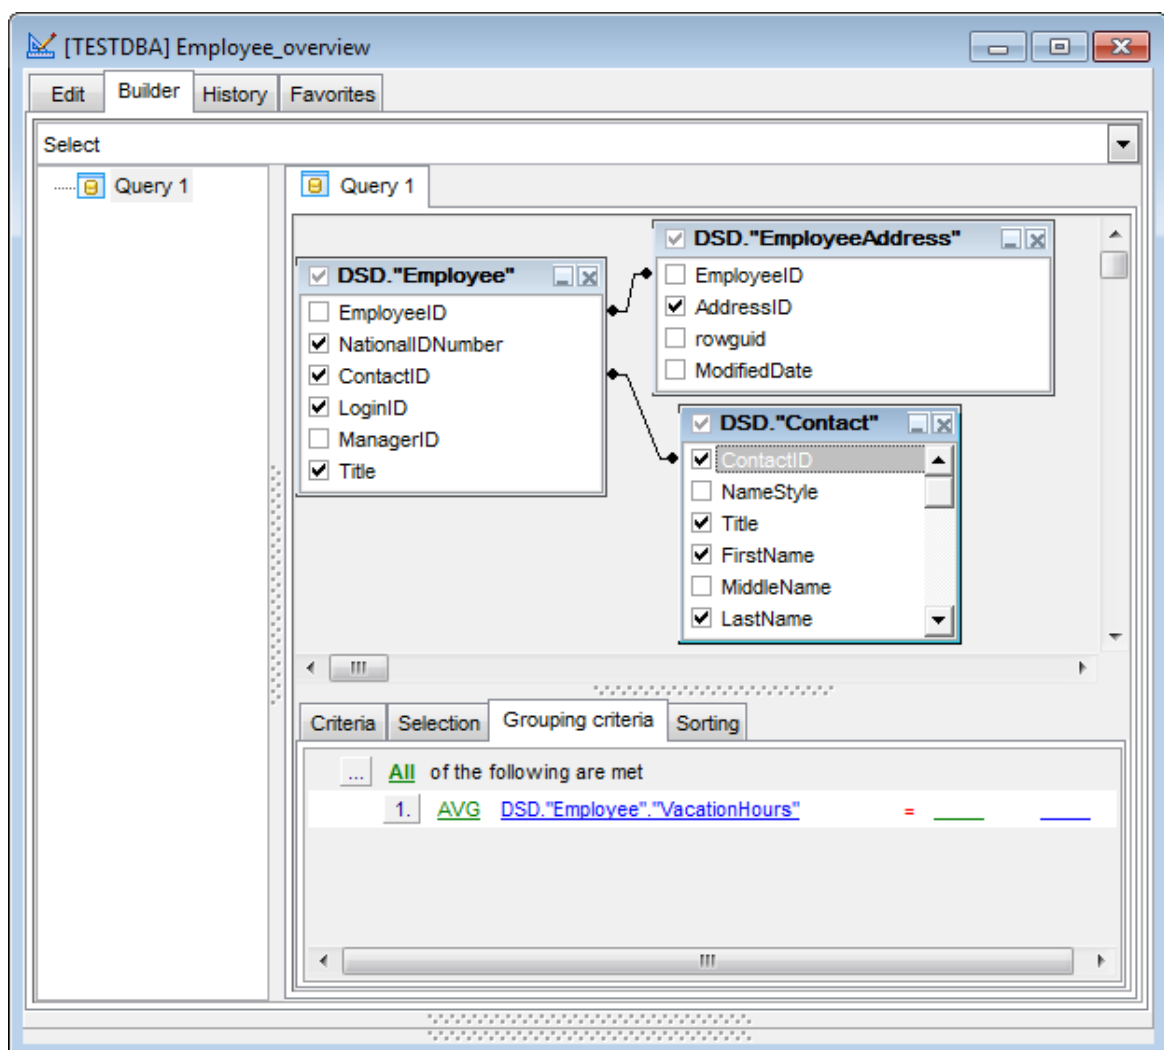 [TESTDBA] Employee_overview
Edit Builder History Favorites
Select
Query 1
Query 1
DSD."Employee"
EmployeeID
NationalIDNumber
ContactID
LoginID
ManagerID
Title
DSD."EmployeeAddress"
EmployeeID
AddressID
rowguid
ModifiedDate
DSD."Contact"
ContactID
NameStyle
Title
FirstName
MiddleName
LastName
Criteria Selection Grouping criteria Sorting
... All of the following are met
1. AVG DSD."Employee"."VacationHours" =